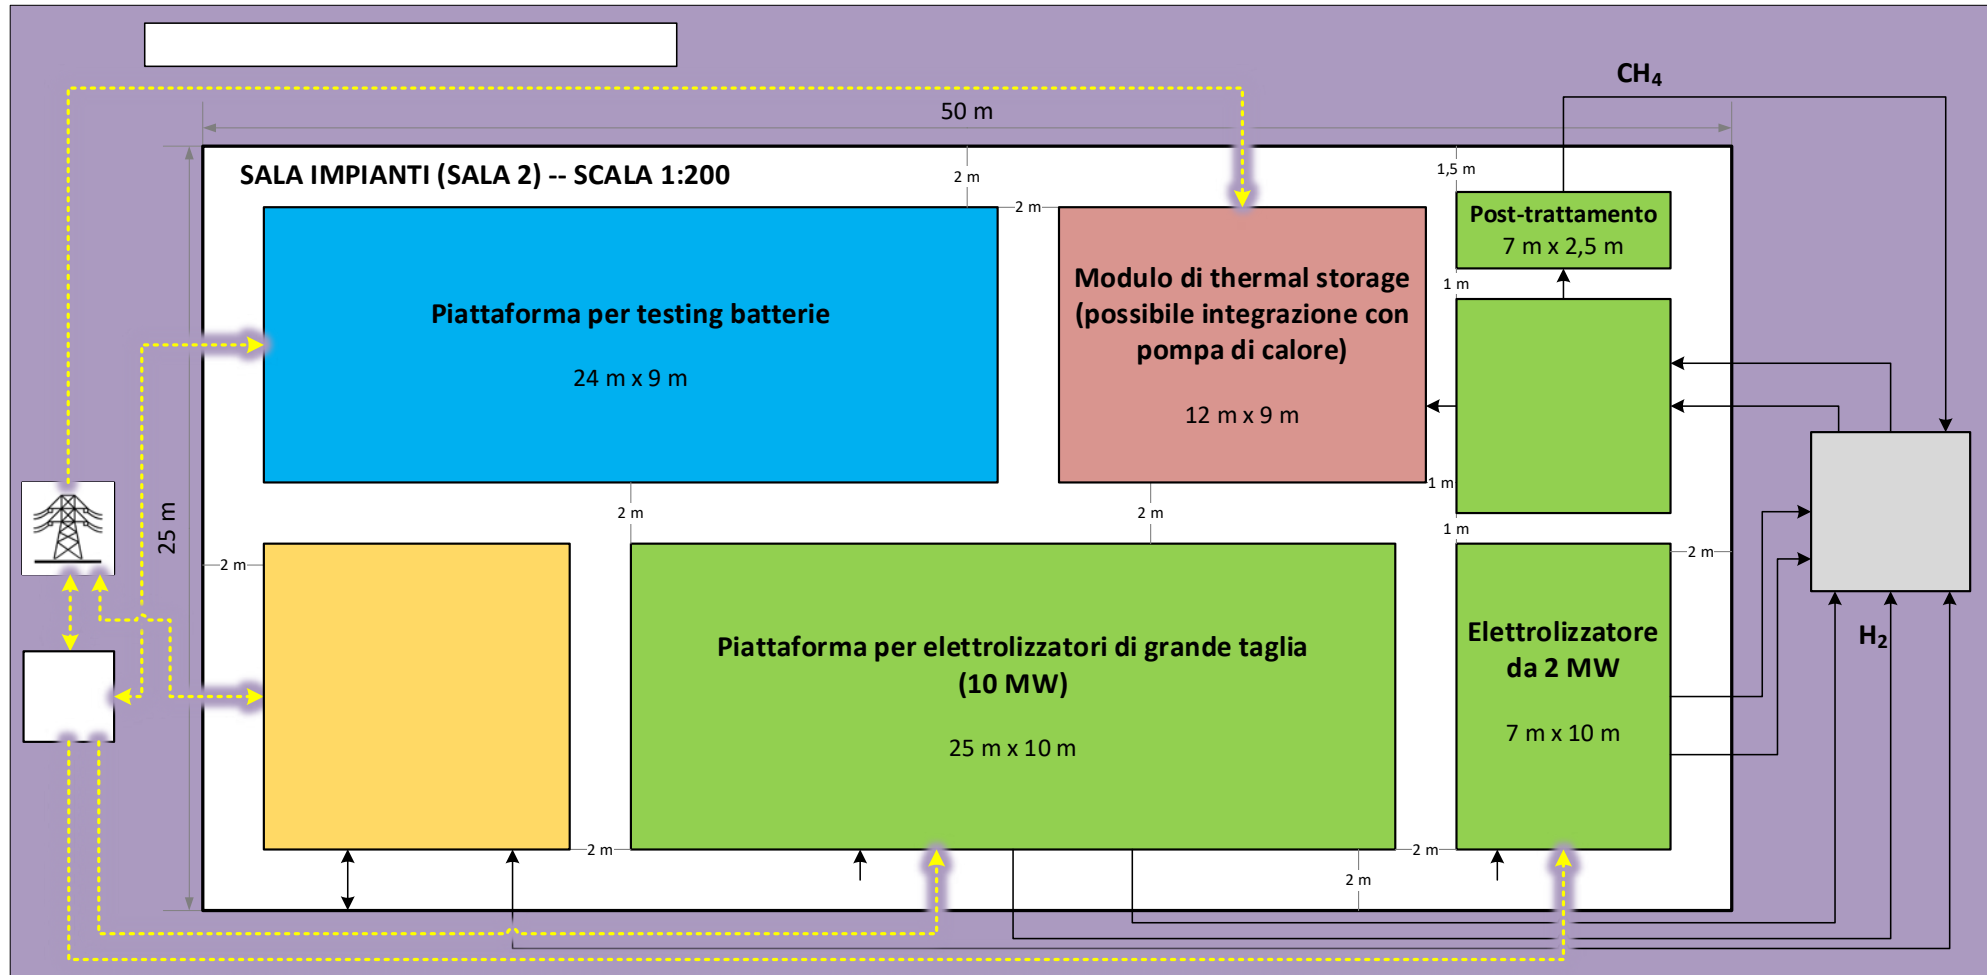 CH₄
50 m
SALA IMPIANTI (SALA 2) -- SCALA 1:200
2 m
1,5 m
2 m
Post-trattamento
7 m x 2,5 m
Piattaforma per testing batterie
24 m x 9 m
Modulo di thermal storage
(possibile integrazione con
pompa di calore)
12 m x 9 m
1 m
1 m
25 m
2 m
2 m
1 m
2 m
2 m
Piattaforma per elettrolizzatori di grande taglia
(10 MW)
25 m x 10 m
Elettrolizzatore
da 2 MW
7 m x 10 m
H₂
2 m
2 m
2 m